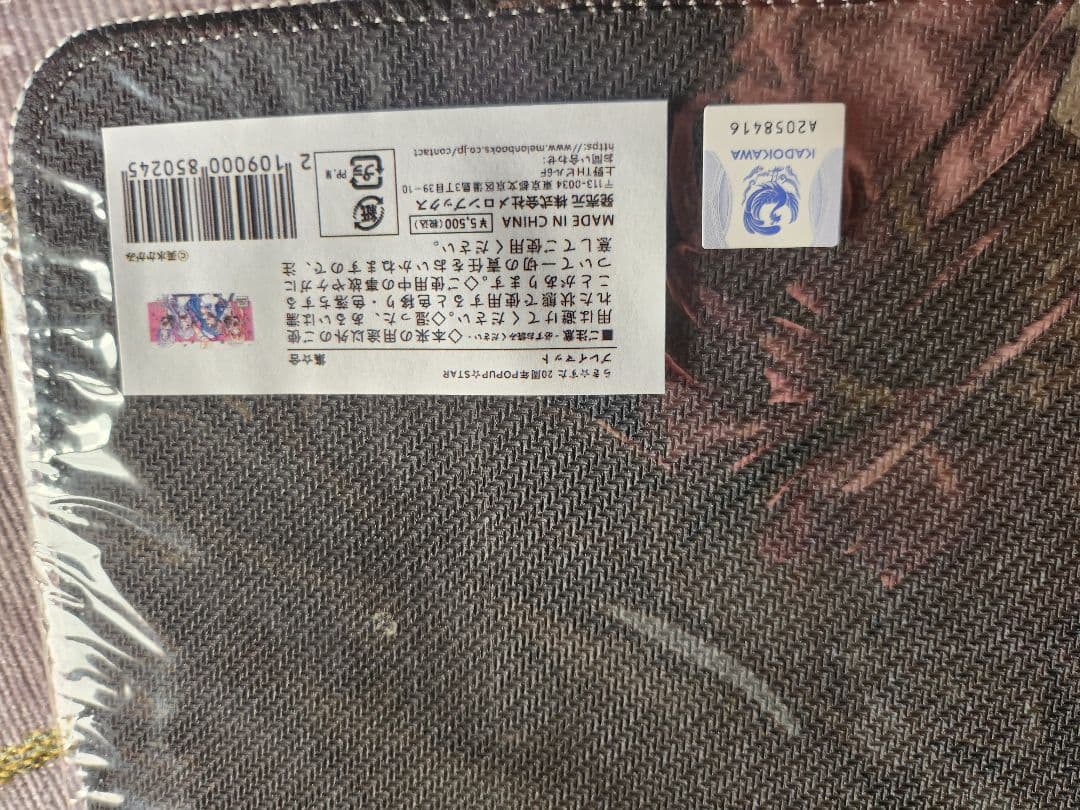 らき☆すた 20周年POPUP☆STAR
プレイマット
集☆合
■ご注意 -必ずお読みください-◇本来の用途以外のご使
用は避けてください。◇湿った、あるいは濡
れた状態で使用すると色移り・色落ちする
ことがあります。◇ご使用中の事故やケガに
ついて一切の責任をおいかねますので、注
意してご使用ください。
©美水かがみ
MADE IN CHINA
¥5,500(税込)
発売元 株式会社メロンブックス
〒113-0034 東京都文京区湯島3丁目39-10
上野THビル6F
お問い合わせ:
https://www.melonbooks.co.jp/contact
紙
プラ
PP, M
2 109000 850245
KADOKAWA
A2058416